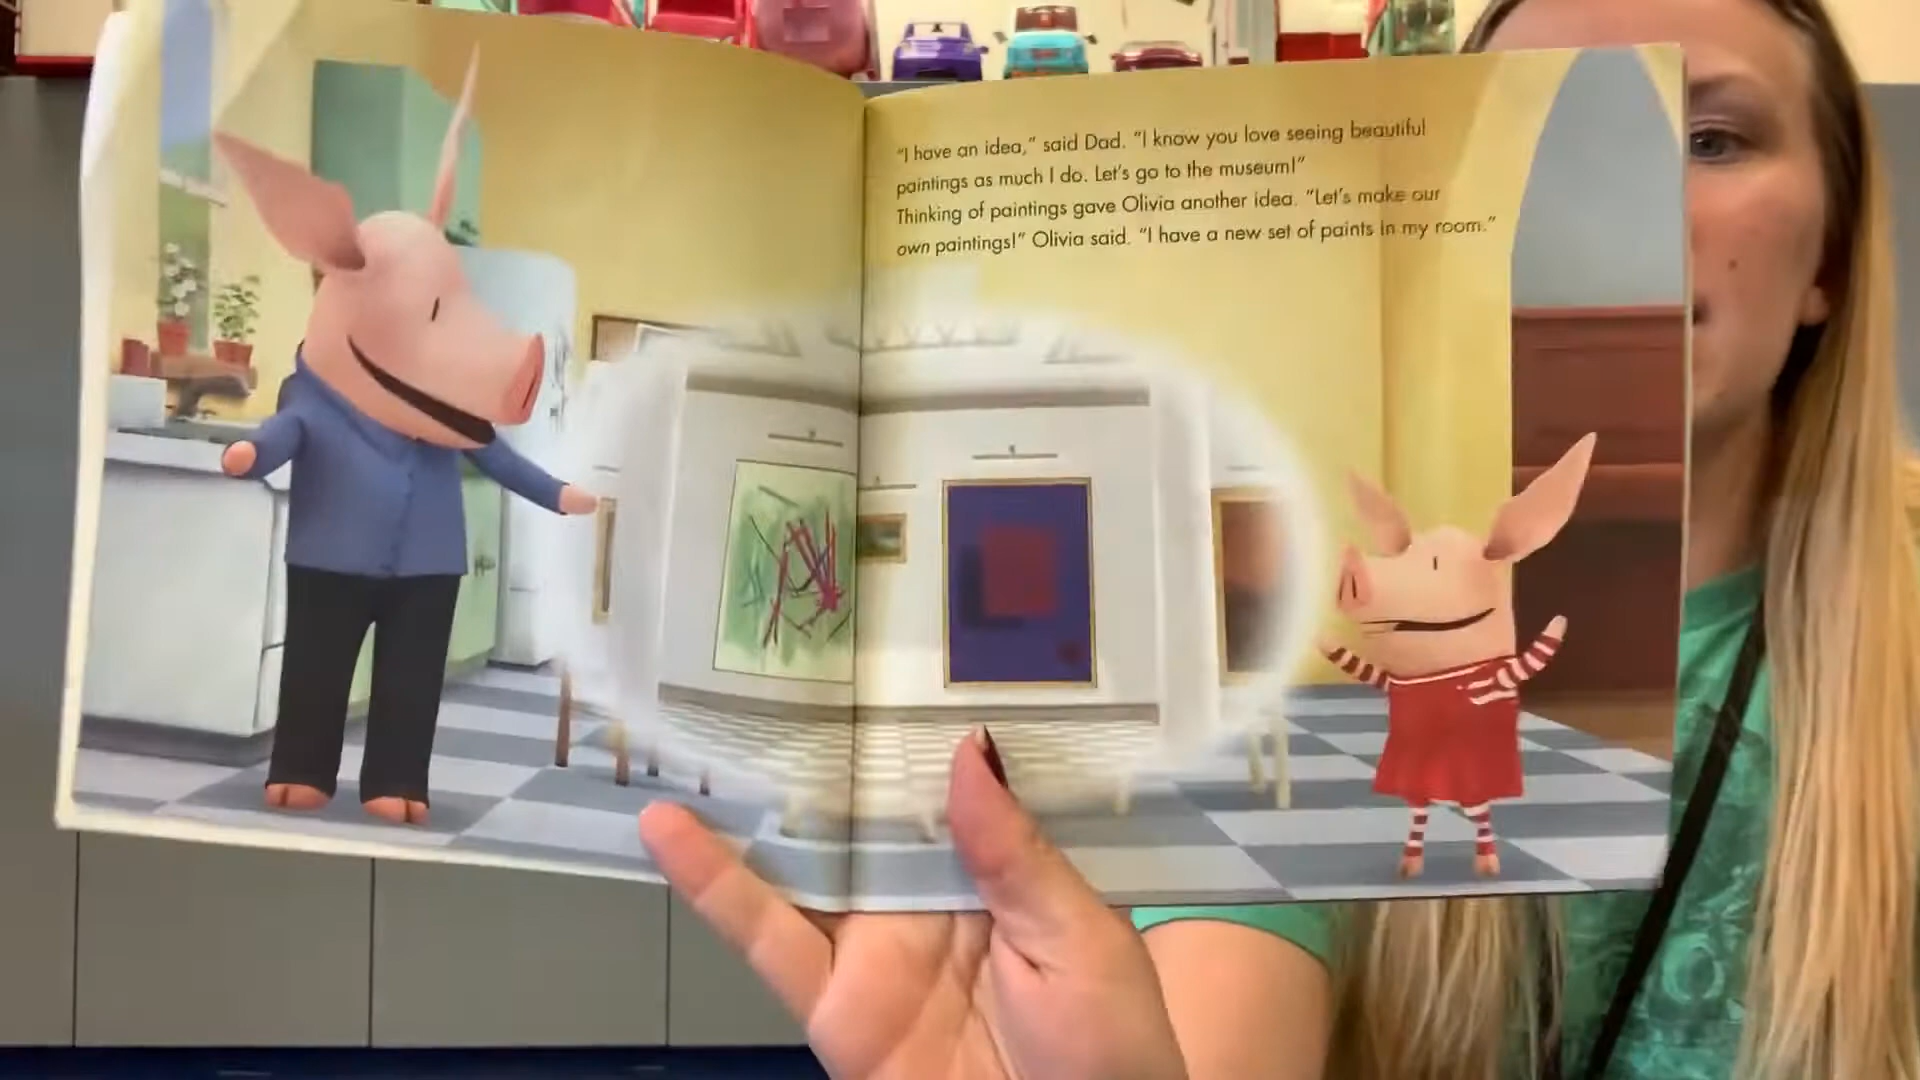 “I have an idea,” said Dad. “I know you love seeing beautiful
paintings as much I do. Let’s go to the museum!”
Thinking of paintings gave Olivia another idea. “Let’s make our
own paintings!” Olivia said. “I have a new set of paints in my room.”